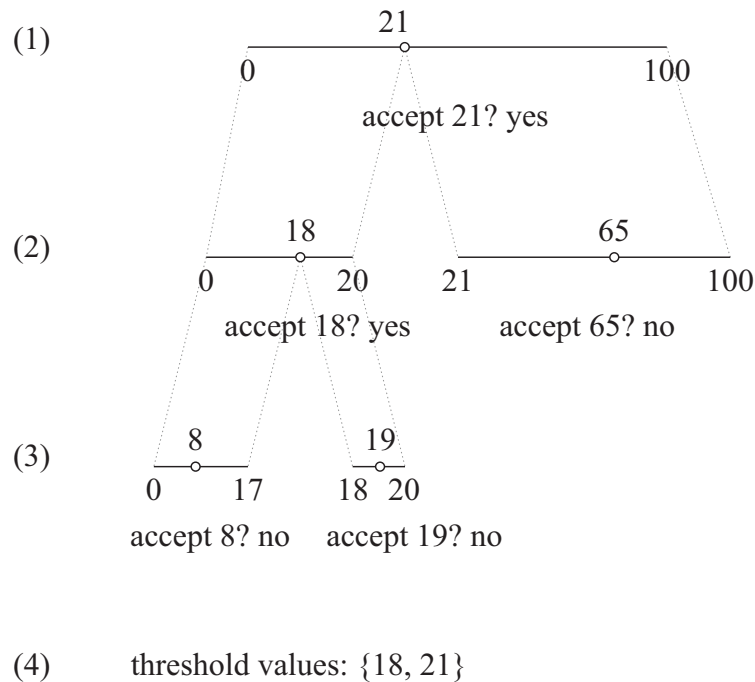 (1)
21
0 100
accept 21? yes
(2)
18 65
0 20 21 100
accept 18? yes accept 65? no
(3)
8 19
0 17 18 20
accept 8? no accept 19? no
(4) threshold values: {18, 21}